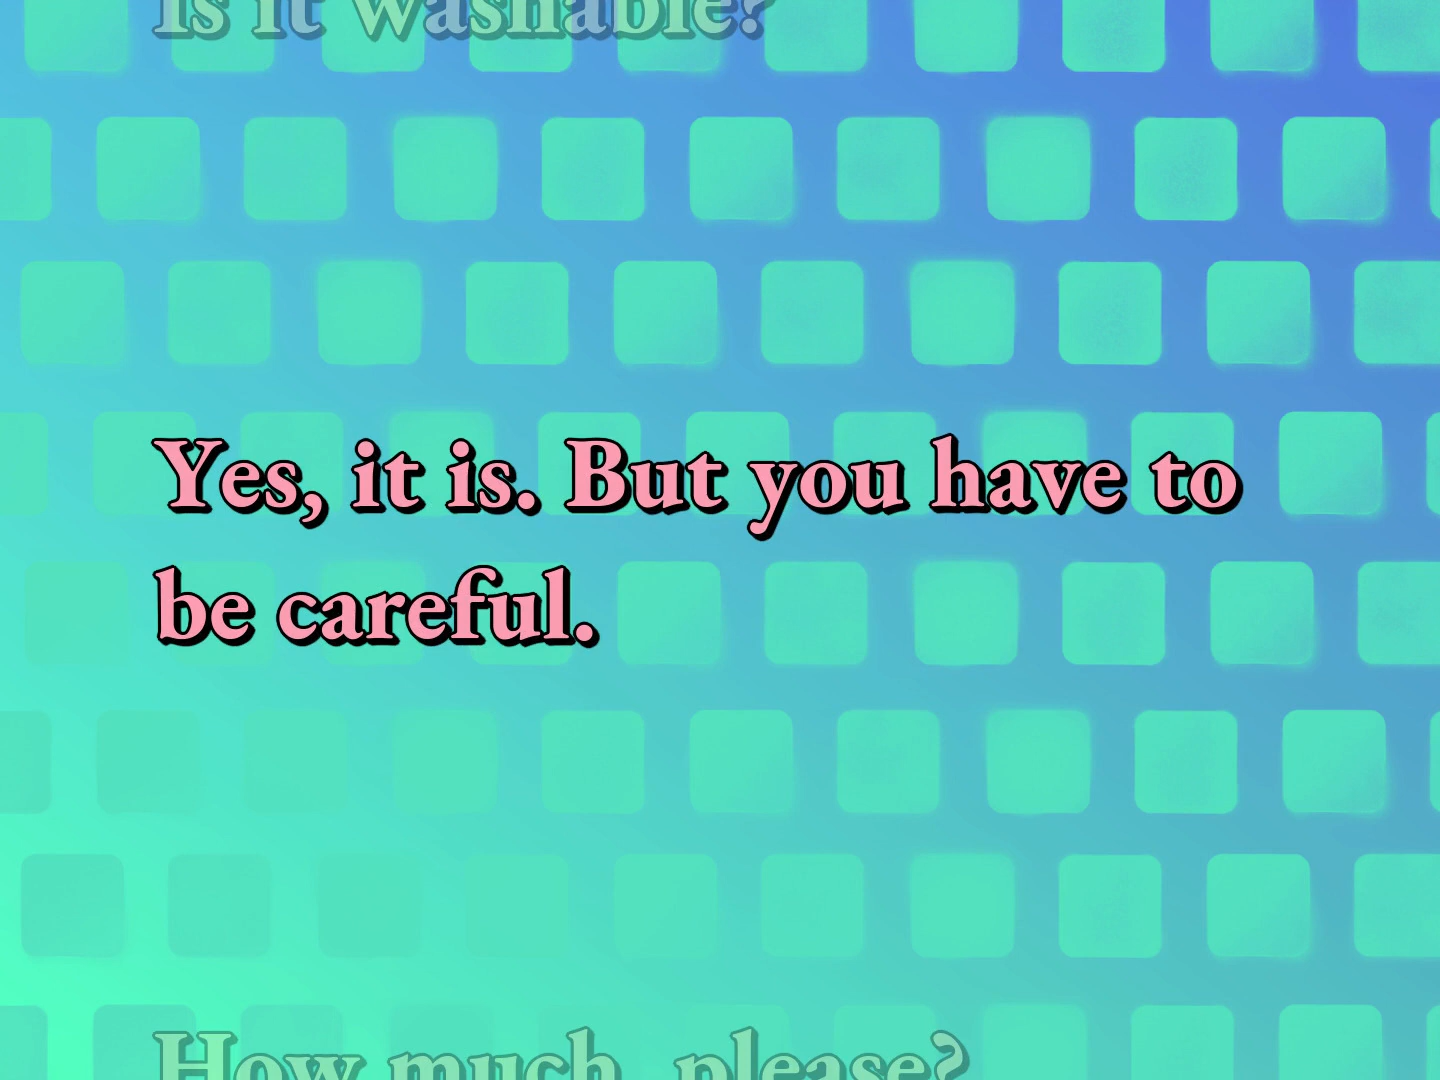 Is it washable?
Yes, it is. But you have to
be careful.
How much, please?